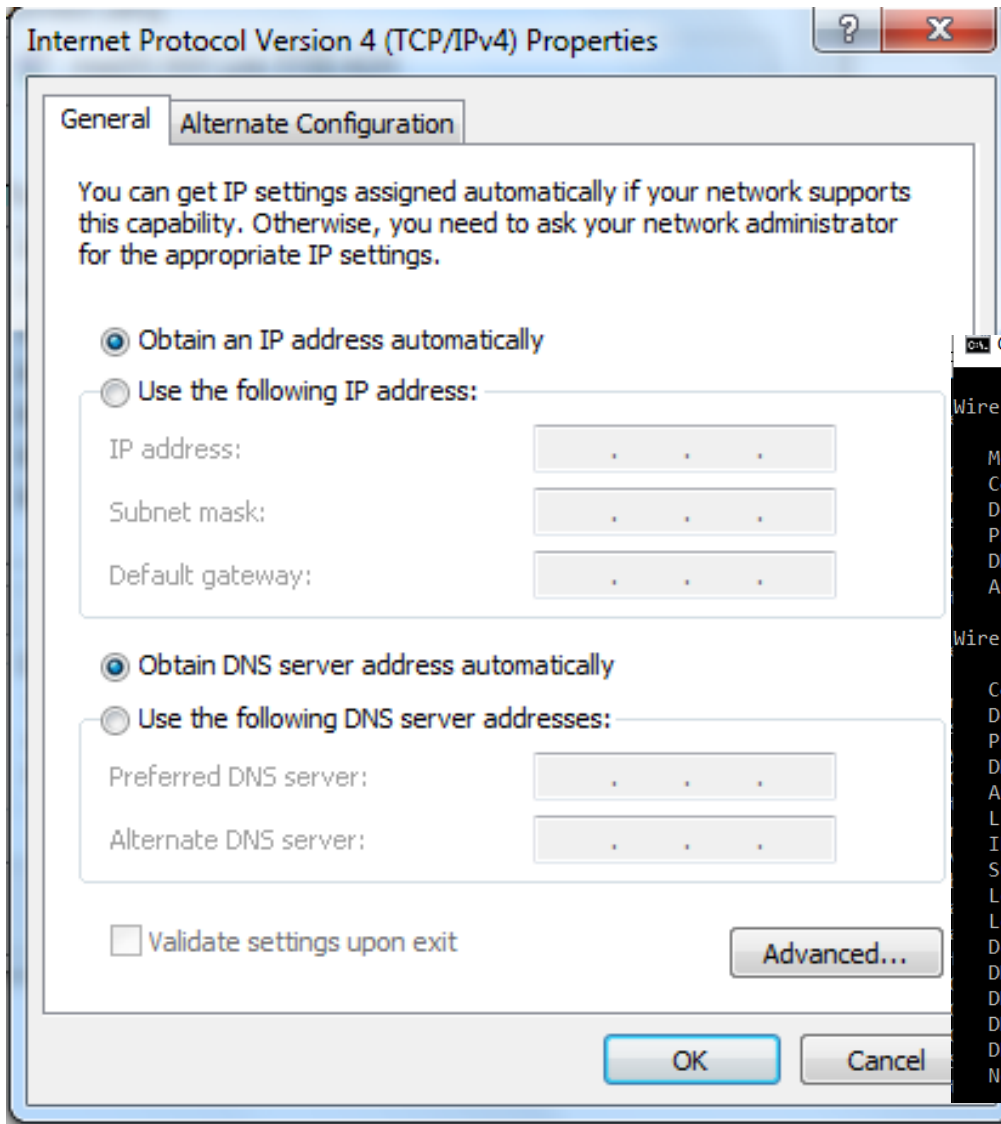 Internet Protocol Version 4 (TCP/IPv4) Properties
?
General
Alternate Configuration
You can get IP settings assigned automatically if your network supports
this capability. Otherwise, you need to ask your network administrator
for the appropriate IP settings.
Obtain an IP address automatically
Use the following IP address:
IP address:
Subnet mask:
Default gateway:
Obtain DNS server address automatically
Use the following DNS server addresses:
Preferred DNS server:
Alternate DNS server:
Validate settings upon exit
Advanced...
OK
Cancel
Wire
M
C
D
P
D
A
Wire
C
D
P
D
A
L
I
S
L
L
D
D
D
D
D
N